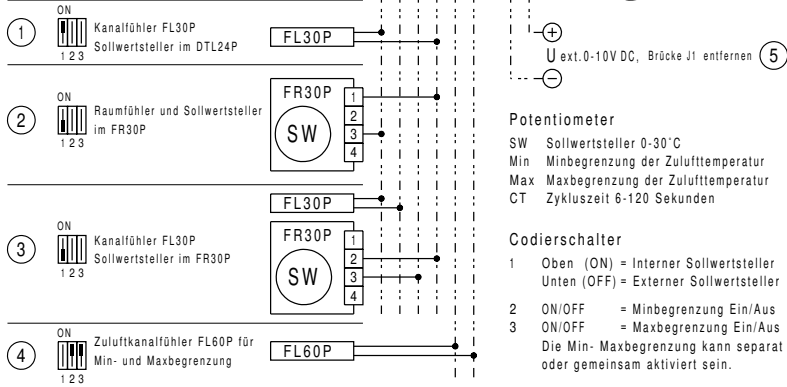 ON
1
Kanalfühler FL30P
Sollwertsteller im DTL24P
1 2 3
FL30P
ON
2
Raumfühler und Sollwertsteller
im FR30P
1 2 3
FR30P
SW
1
2
3
4
FL30P
ON
3
Kanalfühler FL30P
Sollwertsteller im FR30P
1 2 3
FR30P
SW
1
2
3
4
ON
4
Zuluftkanalfühler FL60P für
Min- und Maxbegrenzung
1 2 3
FL60P
+
U ext.0-10V DC, Brücke J1 entfernen 5
−
Potentiometer
SW Sollwertsteller 0-30°C
Min Minbegrenzung der Zulufttemperatur
Max Maxbegrenzung der Zulufttemperatur
CT Zykluszeit 6-120 Sekunden
Codierschalter
1 Oben (ON) = Interner Sollwertsteller
Unten (OFF) = Externer Sollwertsteller
2 ON/OFF = Minbegrenzung Ein/Aus
3 ON/OFF = Maxbegrenzung Ein/Aus
Die Min- Maxbegrenzung kann separat
oder gemeinsam aktiviert sein.